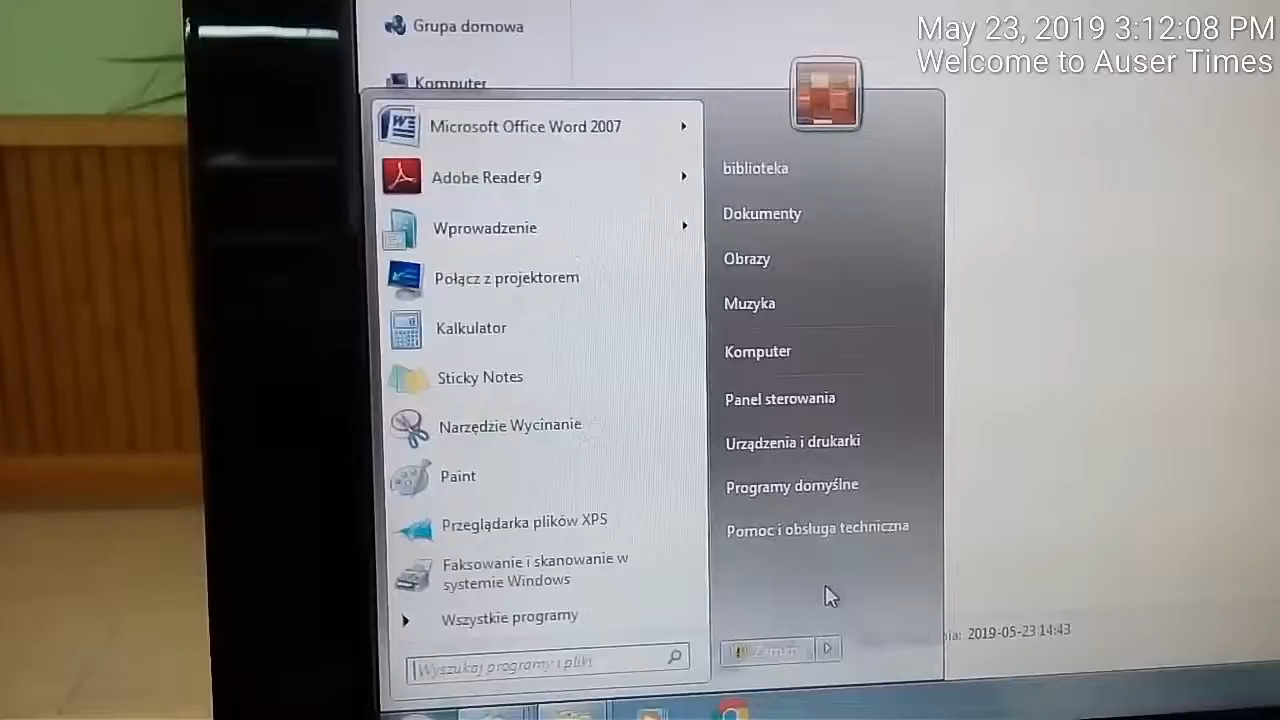 May 23, 2019 3:12:08 PM
Welcome to Auser Times
Grupa domowa
Komputer
Microsoft Office Word 2007
Adobe Reader 9
Wprowadzenie
Połącz z projektorem
Kalkulator
Sticky Notes
Narzędzie Wycinanie
Paint
Przeglądarka plików XPS
Faksowanie i skanowanie w
systemie Windows
Wszystkie programy
Wyszukaj programy i pliki
biblioteka
Dokumenty
Obrazy
Muzyka
Komputer
Panel sterowania
Urządzenia i drukarki
Programy domyślne
Pomoc i obsługa techniczna
Zamknij
2019-05-23 14:43